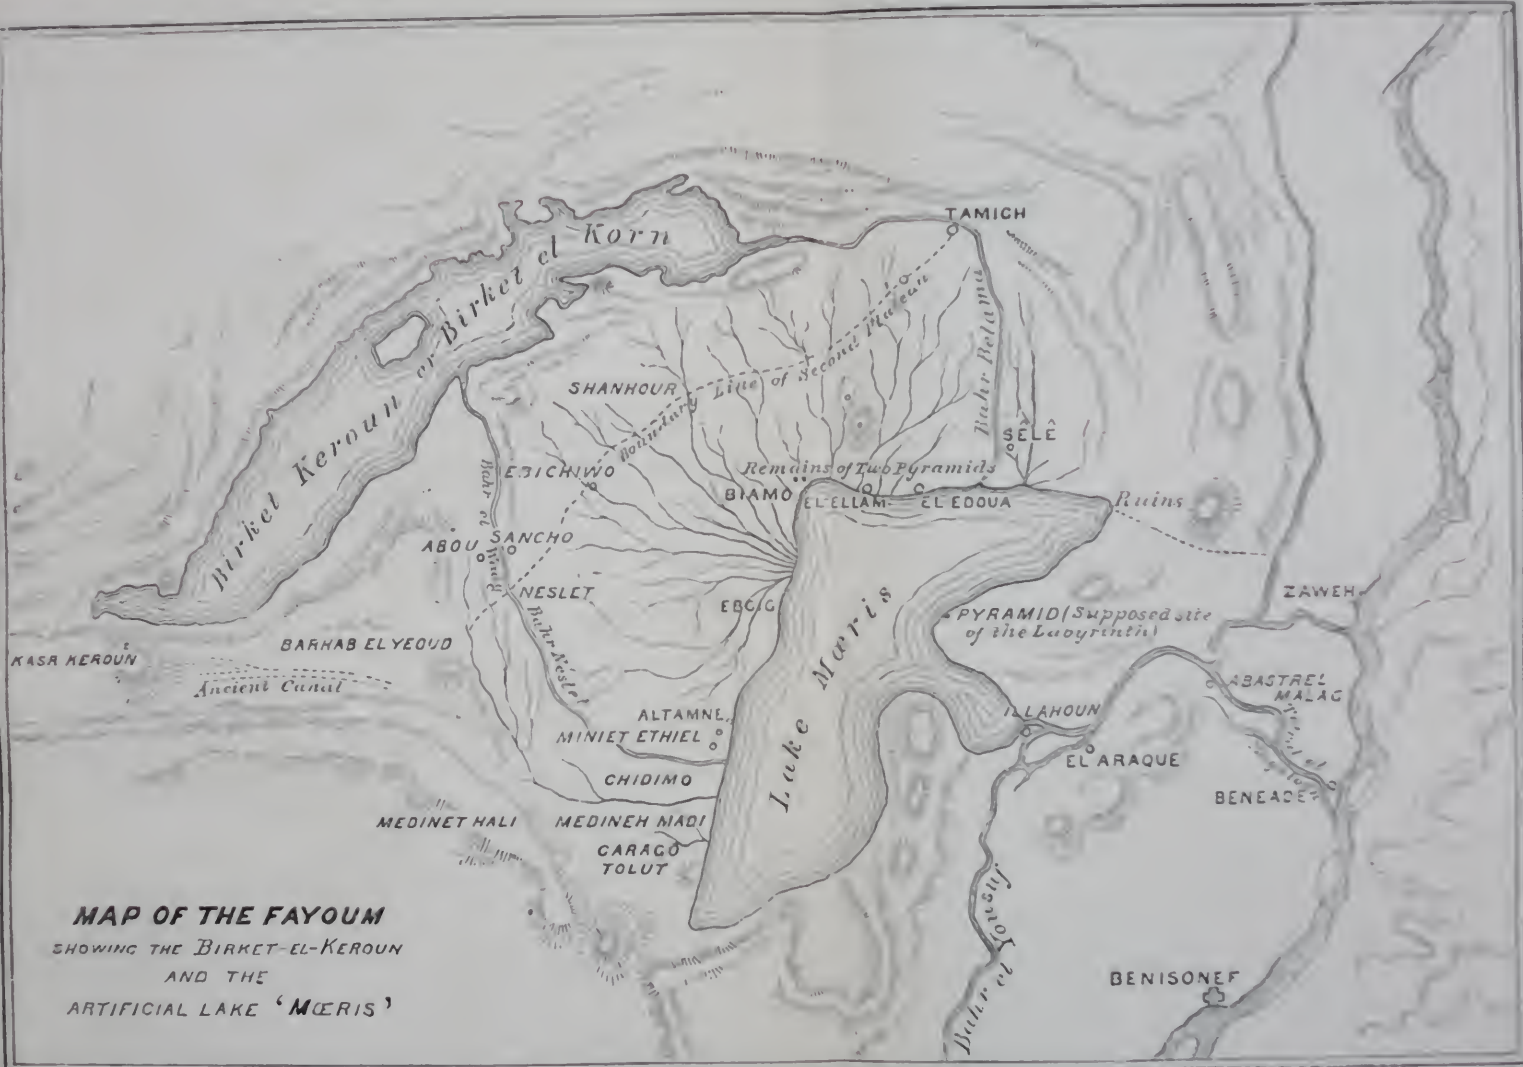 TAMICH
Birket Keroun or Birket el Korn
Bahr Belama
Boundary Line of Second Plateau
SHANHOUR
SELÊ
EBICHIWO
Remains of Two Pyramids
BIAMO
EL ELLAM
EL EDOUA
Ruins
Bahr el Wady
ABOU
SANCHO
NESLET
EBGIG
ZAWEH
PYRAMID (Supposed site
of the Labyrinth)
Bahr Neslet
BARHAB EL YEOUD
KASR KEROUN
Ancient Canal
Lake Mœris
ABASTREL
MALAG
ILLAHOUN
ALTAMNE
MINIET ETHIEL
EL ARAQUE
CHIDIMO
BENEADE
MEDINET HALI
MEDINEH MADI
CARAGO
TOLUT
Bahr el Yousuf
BENISONEF
MAP OF THE FAYOUM
SHOWING THE BIRKET-EL-KEROUN
AND THE
ARTIFICIAL LAKE ‘MŒRIS’